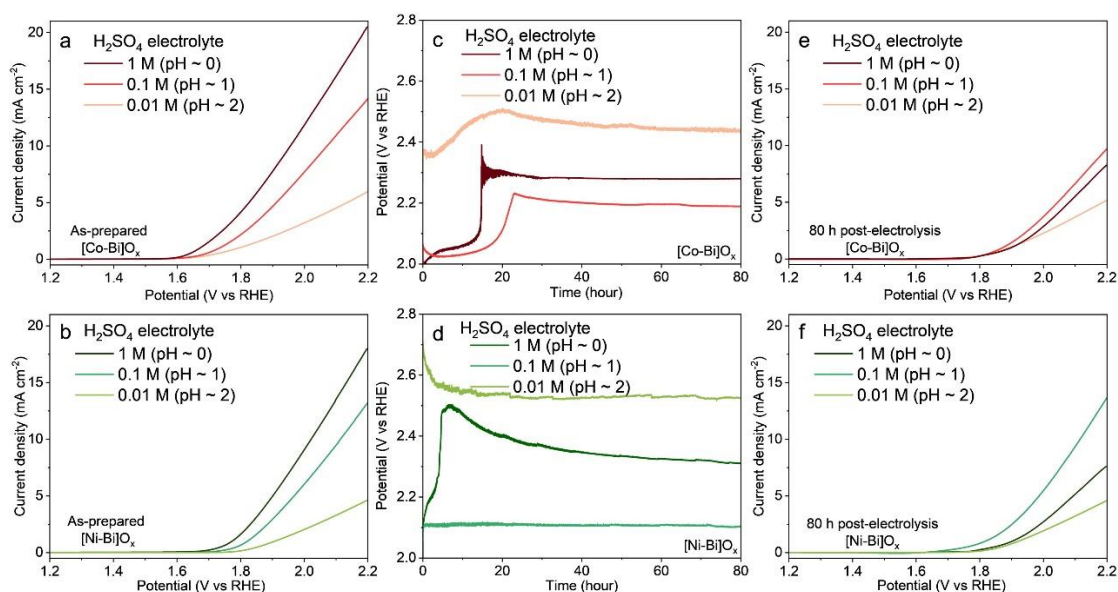 a
H₂SO₄ electrolyte
1 M (pH ~ 0)
0.1 M (pH ~ 1)
0.01 M (pH ~ 2)
As-prepared
[Co-Bi]Oₓ
Current density (mA cm⁻²)
20
15
10
5
0
1.2 1.4 1.6 1.8 2.0 2.2
Potential (V vs RHE)
c
H₂SO₄ electrolyte
1 M (pH ~ 0)
0.1 M (pH ~ 1)
0.01 M (pH ~ 2)
[Co-Bi]Oₓ
Potential (V vs RHE)
2.8
2.6
2.4
2.2
2.0
0 20 40 60 80
Time (hour)
e
H₂SO₄ electrolyte
1 M (pH ~ 0)
0.1 M (pH ~ 1)
0.01 M (pH ~ 2)
80 h post-electrolysis
[Co-Bi]Oₓ
Current density (mA cm⁻²)
20
15
10
5
0
1.2 1.4 1.6 1.8 2.0 2.2
Potential (V vs RHE)
b
H₂SO₄ electrolyte
1 M (pH ~ 0)
0.1 M (pH ~ 1)
0.01 M (pH ~ 2)
As-prepared
[Ni-Bi]Oₓ
Current density (mA cm⁻²)
20
15
10
5
0
1.2 1.4 1.6 1.8 2.0 2.2
Potential (V vs RHE)
d
H₂SO₄ electrolyte
1 M (pH ~ 0)
0.1 M (pH ~ 1)
0.01 M (pH ~ 2)
[Ni-Bi]Oₓ
Potential (V vs RHE)
2.8
2.6
2.4
2.2
2.0
0 20 40 60 80
Time (hour)
f
H₂SO₄ electrolyte
1 M (pH ~ 0)
0.1 M (pH ~ 1)
0.01 M (pH ~ 2)
80 h post-electrolysis
[Ni-Bi]Oₓ
Current density (mA cm⁻²)
20
15
10
5
0
1.2 1.4 1.6 1.8 2.0 2.2
Potential (V vs RHE)